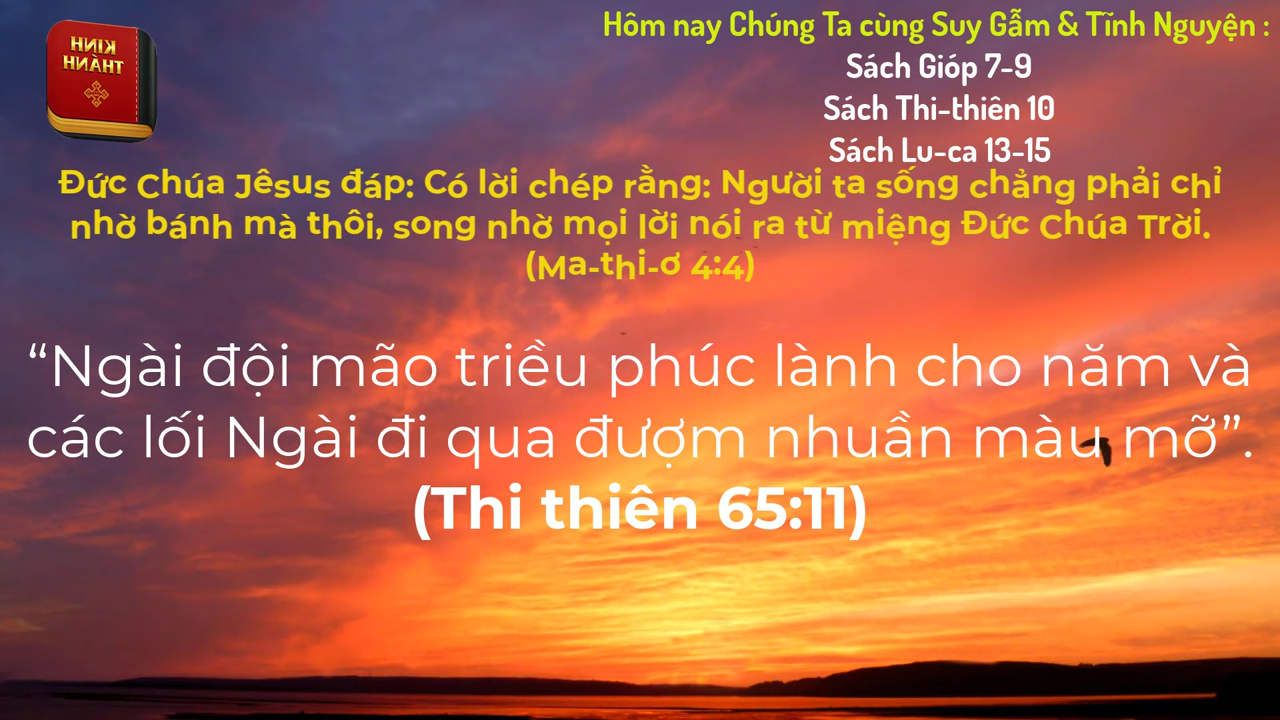 KINH
THÁNH
Hôm nay Chúng Ta cùng Suy Gẫm & Tĩnh Nguyện :
Sách Gióp 7-9
Sách Thi-thiên 10
Sách Lu-ca 13-15
Đức Chúa Jêsus đáp: Có lời chép rằng: Người ta sống chẳng phải chỉ
nhờ bánh mà thôi, song nhờ mọi lời nói ra từ miệng Đức Chúa Trời.
(Ma-thi-ơ 4:4)
“Ngài đội mão triều phúc lành cho năm và
các lối Ngài đi qua đượm nhuần màu mỡ”.
(Thi thiên 65:11)